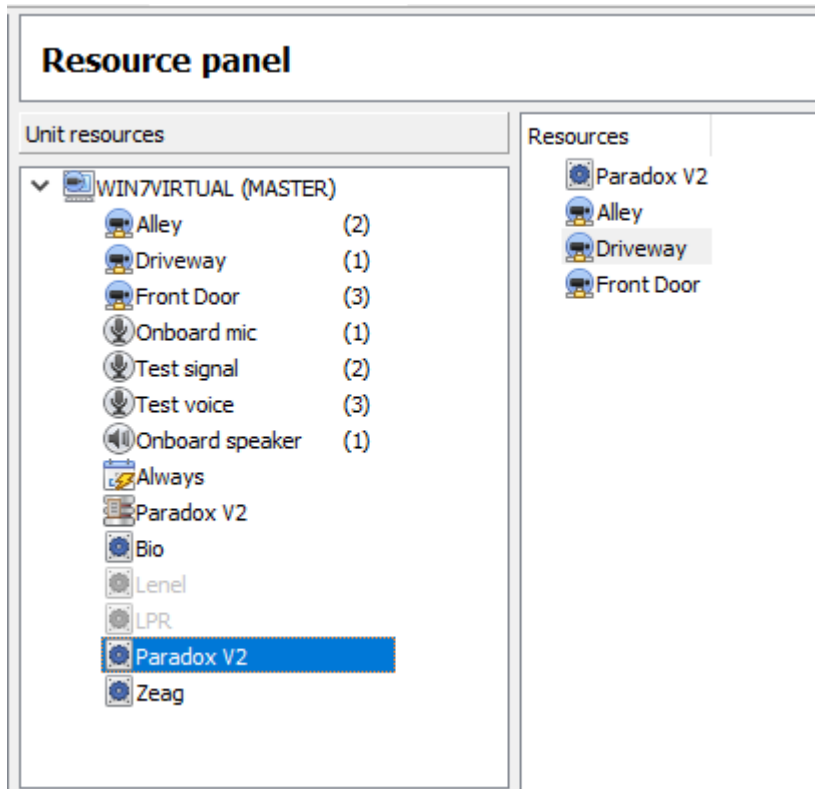 Resource panel
Unit resources
WIN7VIRTUAL (MASTER)
Alley (2)
Driveway (1)
Front Door (3)
Onboard mic (1)
Test signal (2)
Test voice (3)
Onboard speaker (1)
Always
Paradox V2
Bio
Lenel
LPR
Paradox V2
Zeag
Resources
Paradox V2
Alley
Driveway
Front Door